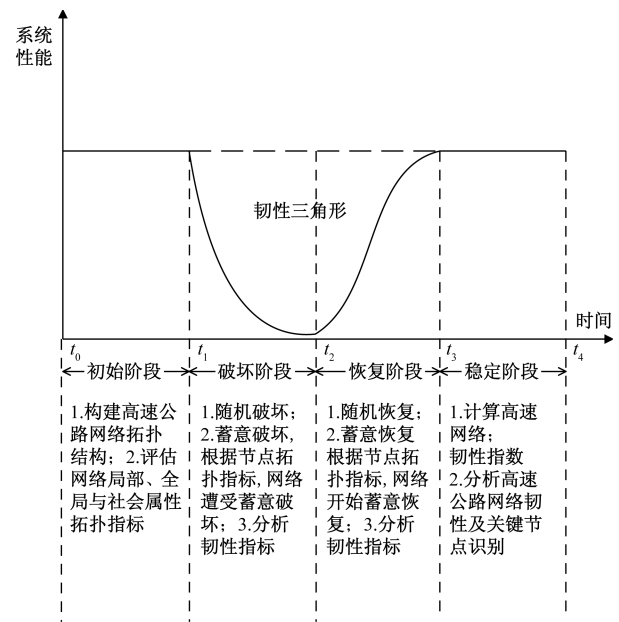 系统
性能
韧性三角形
时间
t0
t1
t2
t3
t4
初始阶段
破坏阶段
恢复阶段
稳定阶段
1.构建高速公
路网络拓扑
结构；2.评估
网络局部、全
局与社会属性
拓扑指标
1.随机破坏；
2.蓄意破坏,
根据节点拓
扑指标,网络
遭受蓄意破
坏；3.分析
韧性指标
1.随机恢复；
2.蓄意恢复
根据节点拓
扑指标,网络
开始蓄意恢
复；3.分析
韧性指标
1.计算高速
网络；
韧性指数
2.分析高速
公路网络韧
性及关键节
点识别